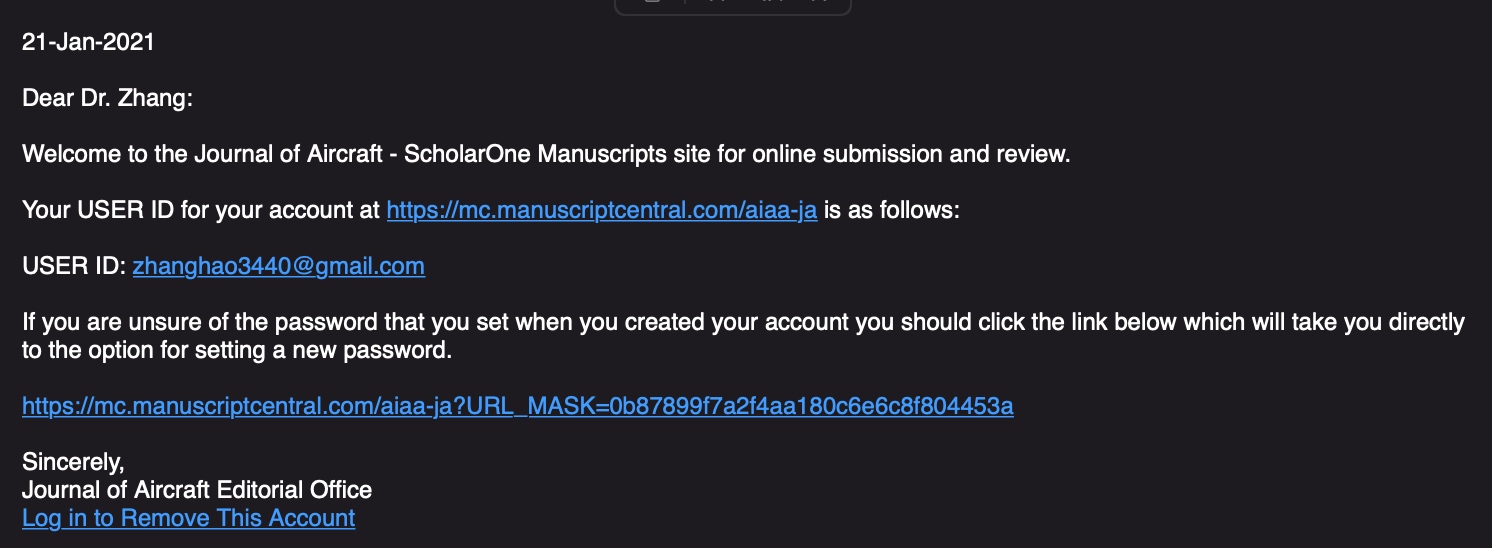 21-Jan-2021
Dear Dr. Zhang:
Welcome to the Journal of Aircraft - ScholarOne Manuscripts site for online submission and review.
Your USER ID for your account at https://mc.manuscriptcentral.com/aiaa-ja is as follows:
USER ID: zhanghao3440@gmail.com
If you are unsure of the password that you set when you created your account you should click the link below which will take you directly
to the option for setting a new password.
https://mc.manuscriptcentral.com/aiaa-ja?URL_MASK=0b87899f7a2f4aa180c6e6c8f804453a
Sincerely,
Journal of Aircraft Editorial Office
Log in to Remove This Account